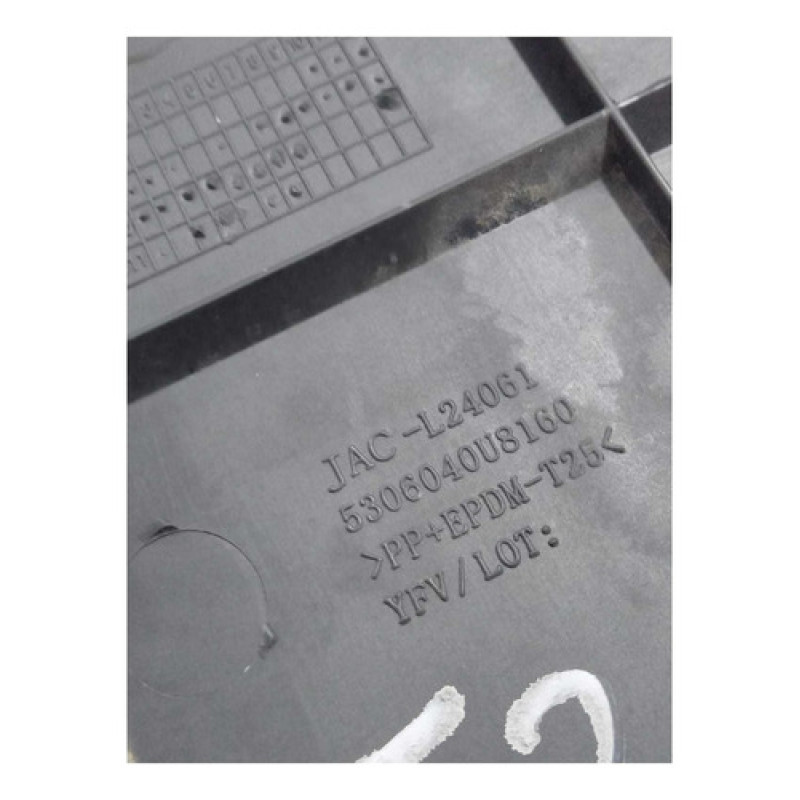 JAC-L24061
5306040U8160
>PP+EPDM-T25<
YFV/LOT: